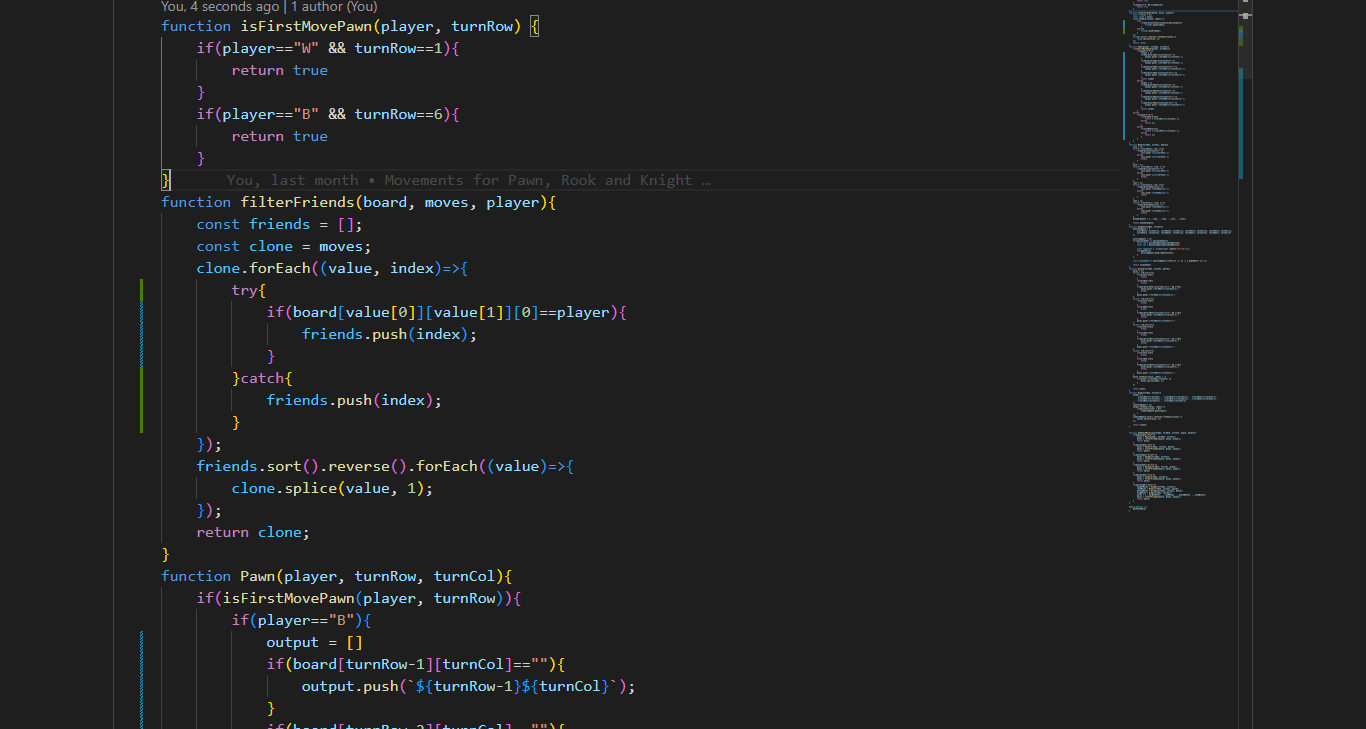 You, 4 seconds ago | 1 author (You)
function isFirstMovePawn(player, turnRow) {
    if(player=="W" && turnRow==1){
        return true
    }
    if(player=="B" && turnRow==6){
        return true
    }
}      You, last month • Movements for Pawn, Rook and Knight …
function filterFriends(board, moves, player){
    const friends = [];
    const clone = moves;
    clone.forEach((value, index)=>{
        try{
            if(board[value[0]][value[1]][0]==player){
                friends.push(index);
            }
        }catch{
            friends.push(index);
        }
    });
    friends.sort().reverse().forEach((value)=>{
        clone.splice(value, 1);
    });
    return clone;
}
function Pawn(player, turnRow, turnCol){
    if(isFirstMovePawn(player, turnRow)){
        if(player=="B"){
            output = []
            if(board[turnRow-1][turnCol]==""){
                output.push(`${turnRow-1}${turnCol}`);
            }
            if(board[turnRow-2][turnCol]==""){